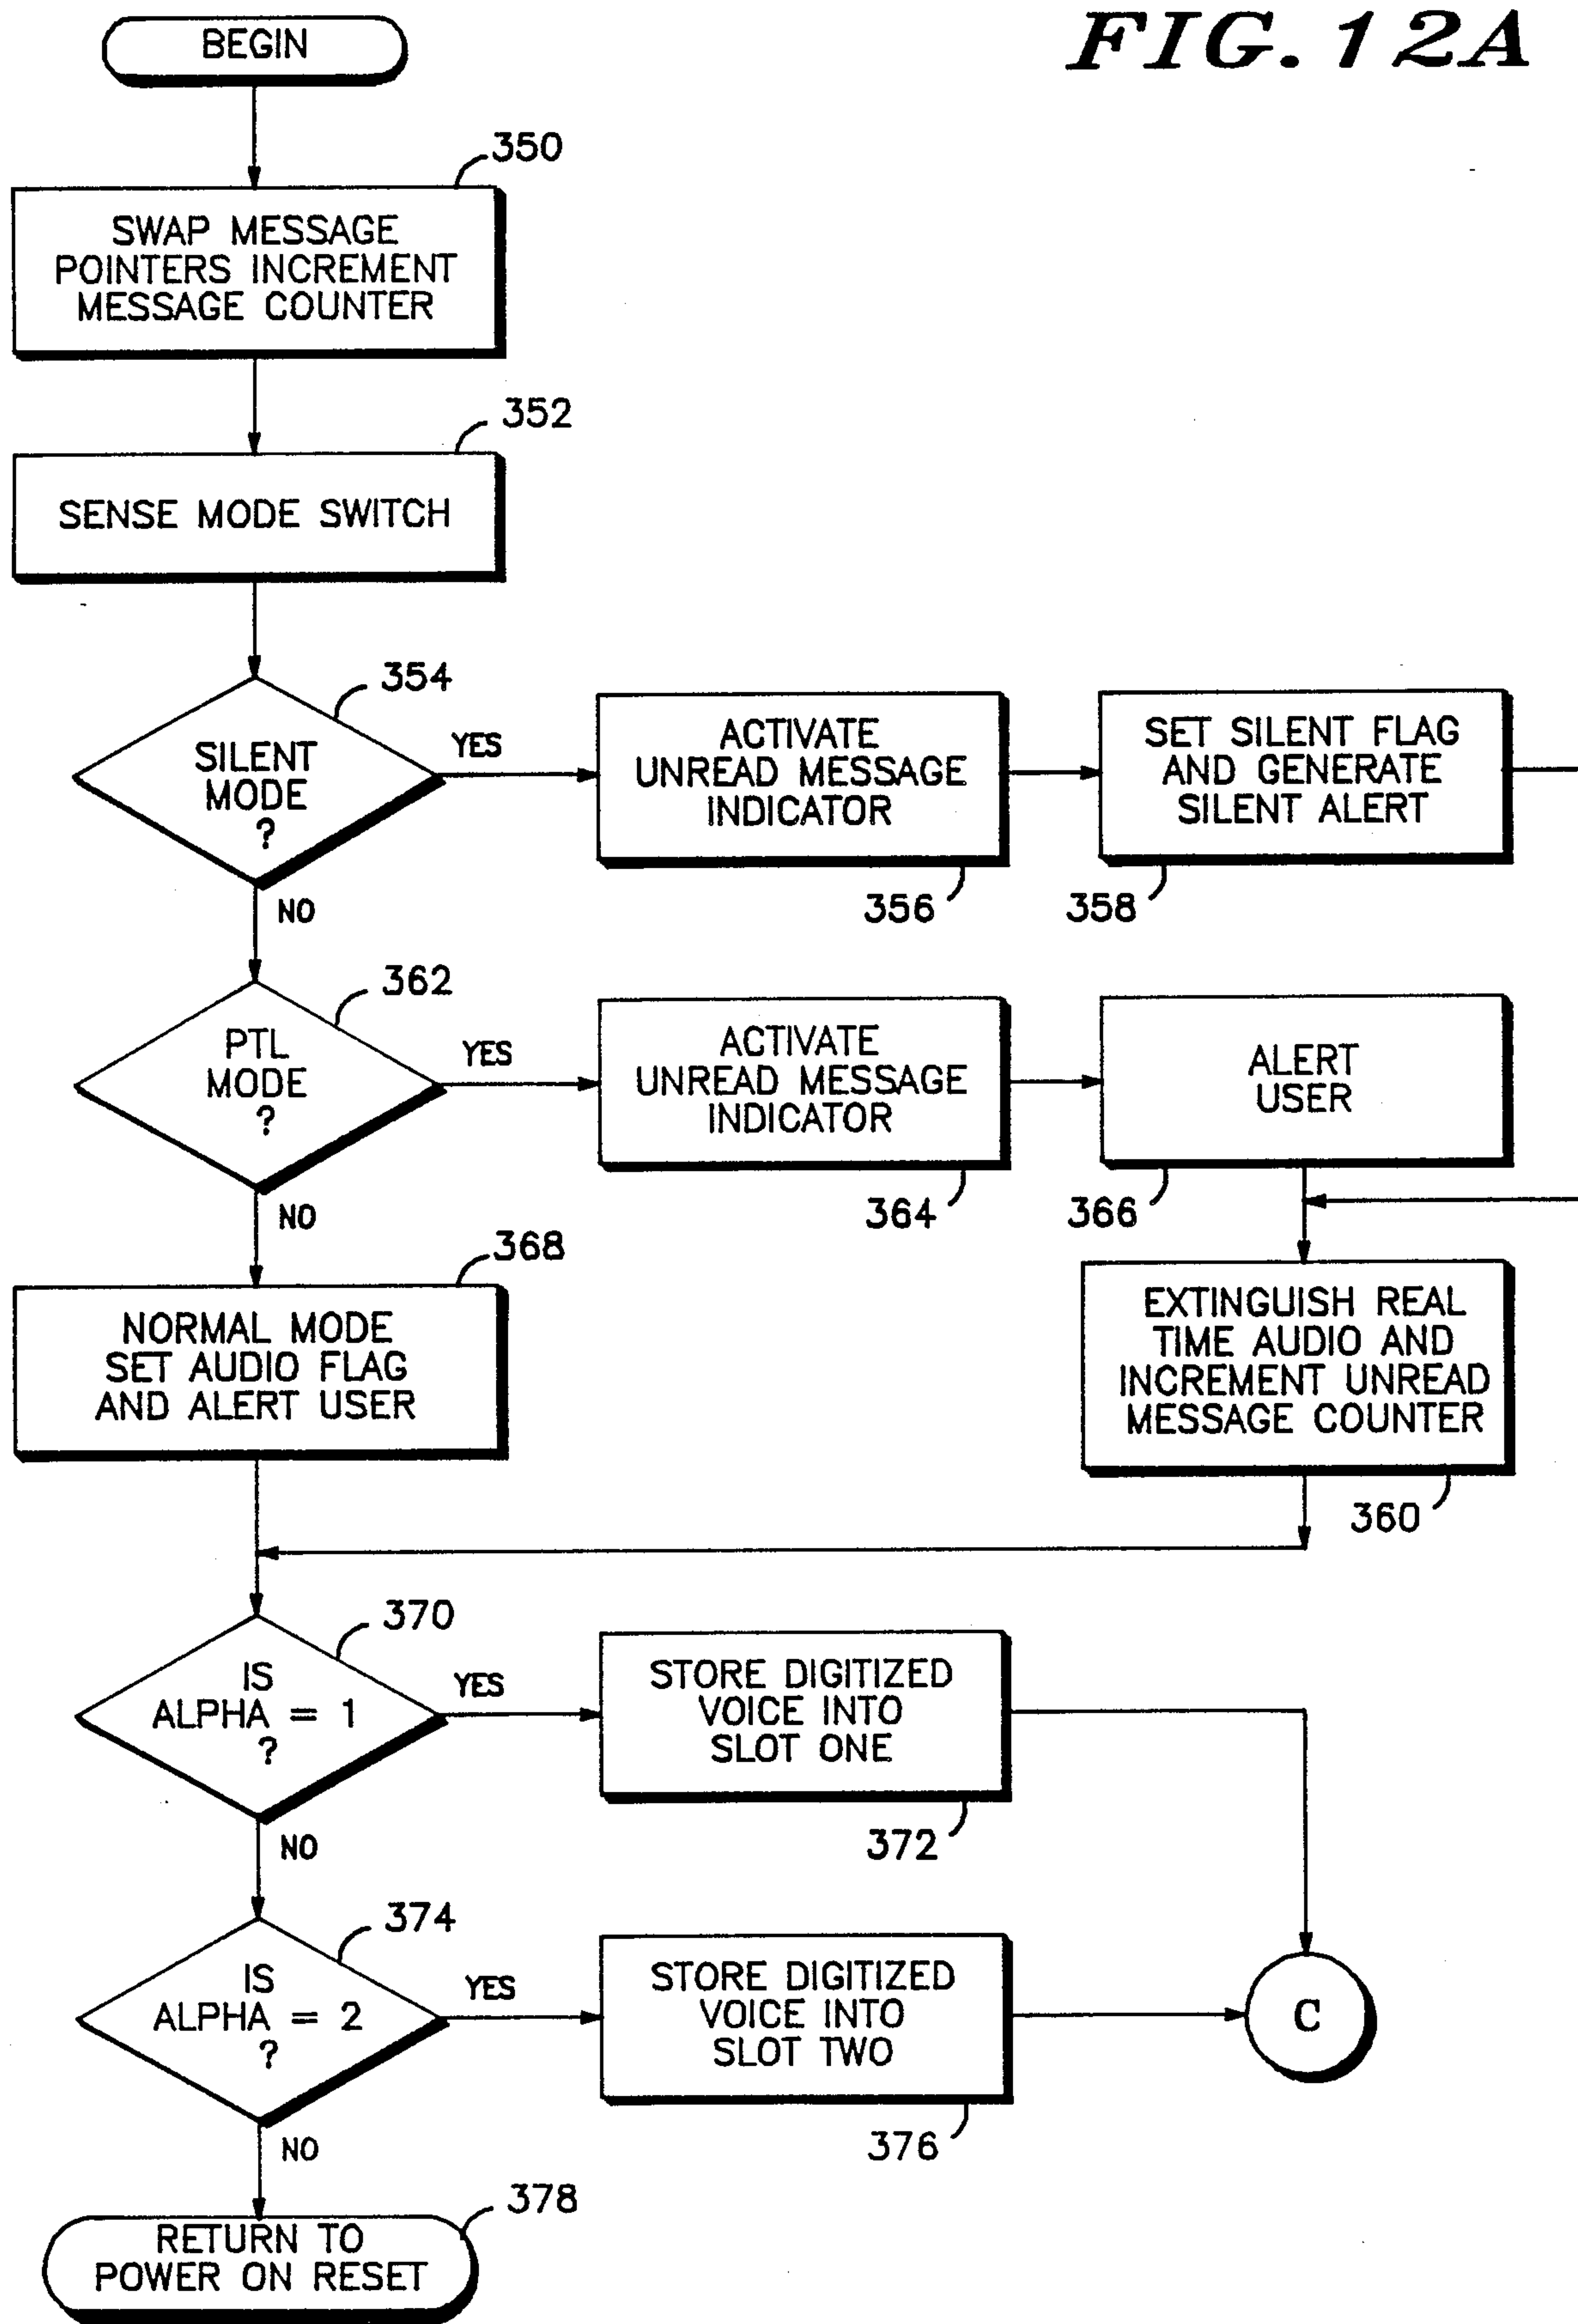 FIG. 12A
BEGIN
350
SWAP MESSAGE
POINTERS INCREMENT
MESSAGE COUNTER
352
SENSE MODE SWITCH
354
SILENT
MODE
?
YES
NO
ACTIVATE
UNREAD MESSAGE
INDICATOR
356
SET SILENT FLAG
AND GENERATE
SILENT ALERT
358
362
PTL
MODE
?
YES
NO
ACTIVATE
UNREAD MESSAGE
INDICATOR
364
ALERT
USER
366
368
NORMAL MODE
SET AUDIO FLAG
AND ALERT USER
EXTINGUISH REAL
TIME AUDIO AND
INCREMENT UNREAD
MESSAGE COUNTER
360
370
IS
ALPHA = 1
?
YES
NO
STORE DIGITIZED
VOICE INTO
SLOT ONE
372
374
IS
ALPHA = 2
?
YES
NO
STORE DIGITIZED
VOICE INTO
SLOT TWO
376
C
378
RETURN TO
POWER ON RESET